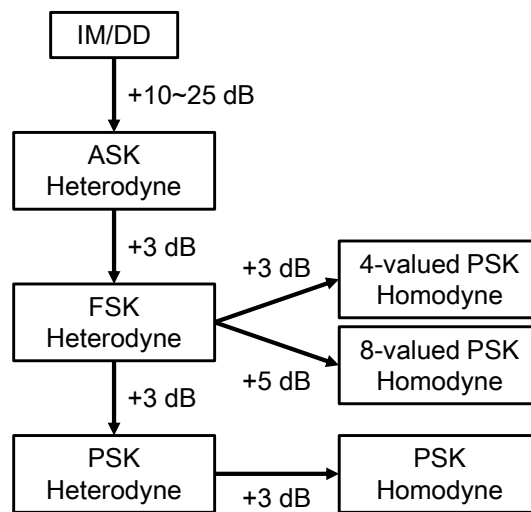 IM/DD
+10~25 dB
ASK
Heterodyne
+3 dB
FSK
Heterodyne
+3 dB
4-valued PSK
Homodyne
+5 dB
8-valued PSK
Homodyne
+3 dB
PSK
Heterodyne
+3 dB
PSK
Homodyne